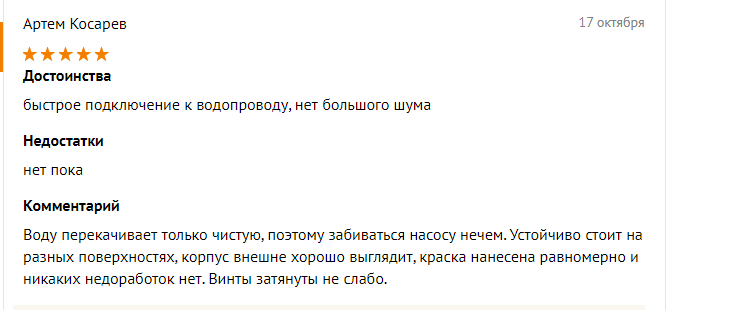 Артем Косарев
17 октября
Достоинства
быстрое подключение к водопроводу, нет большого шума
Недостатки
нет пока
Комментарий
Воду перекачивает только чистую, поэтому забиваться насосу нечем. Устойчиво стоит на
разных поверхностях, корпус внешне хорошо выглядит, краска нанесена равномерно и
никаких недоработок нет. Винты затянуты не слабо.